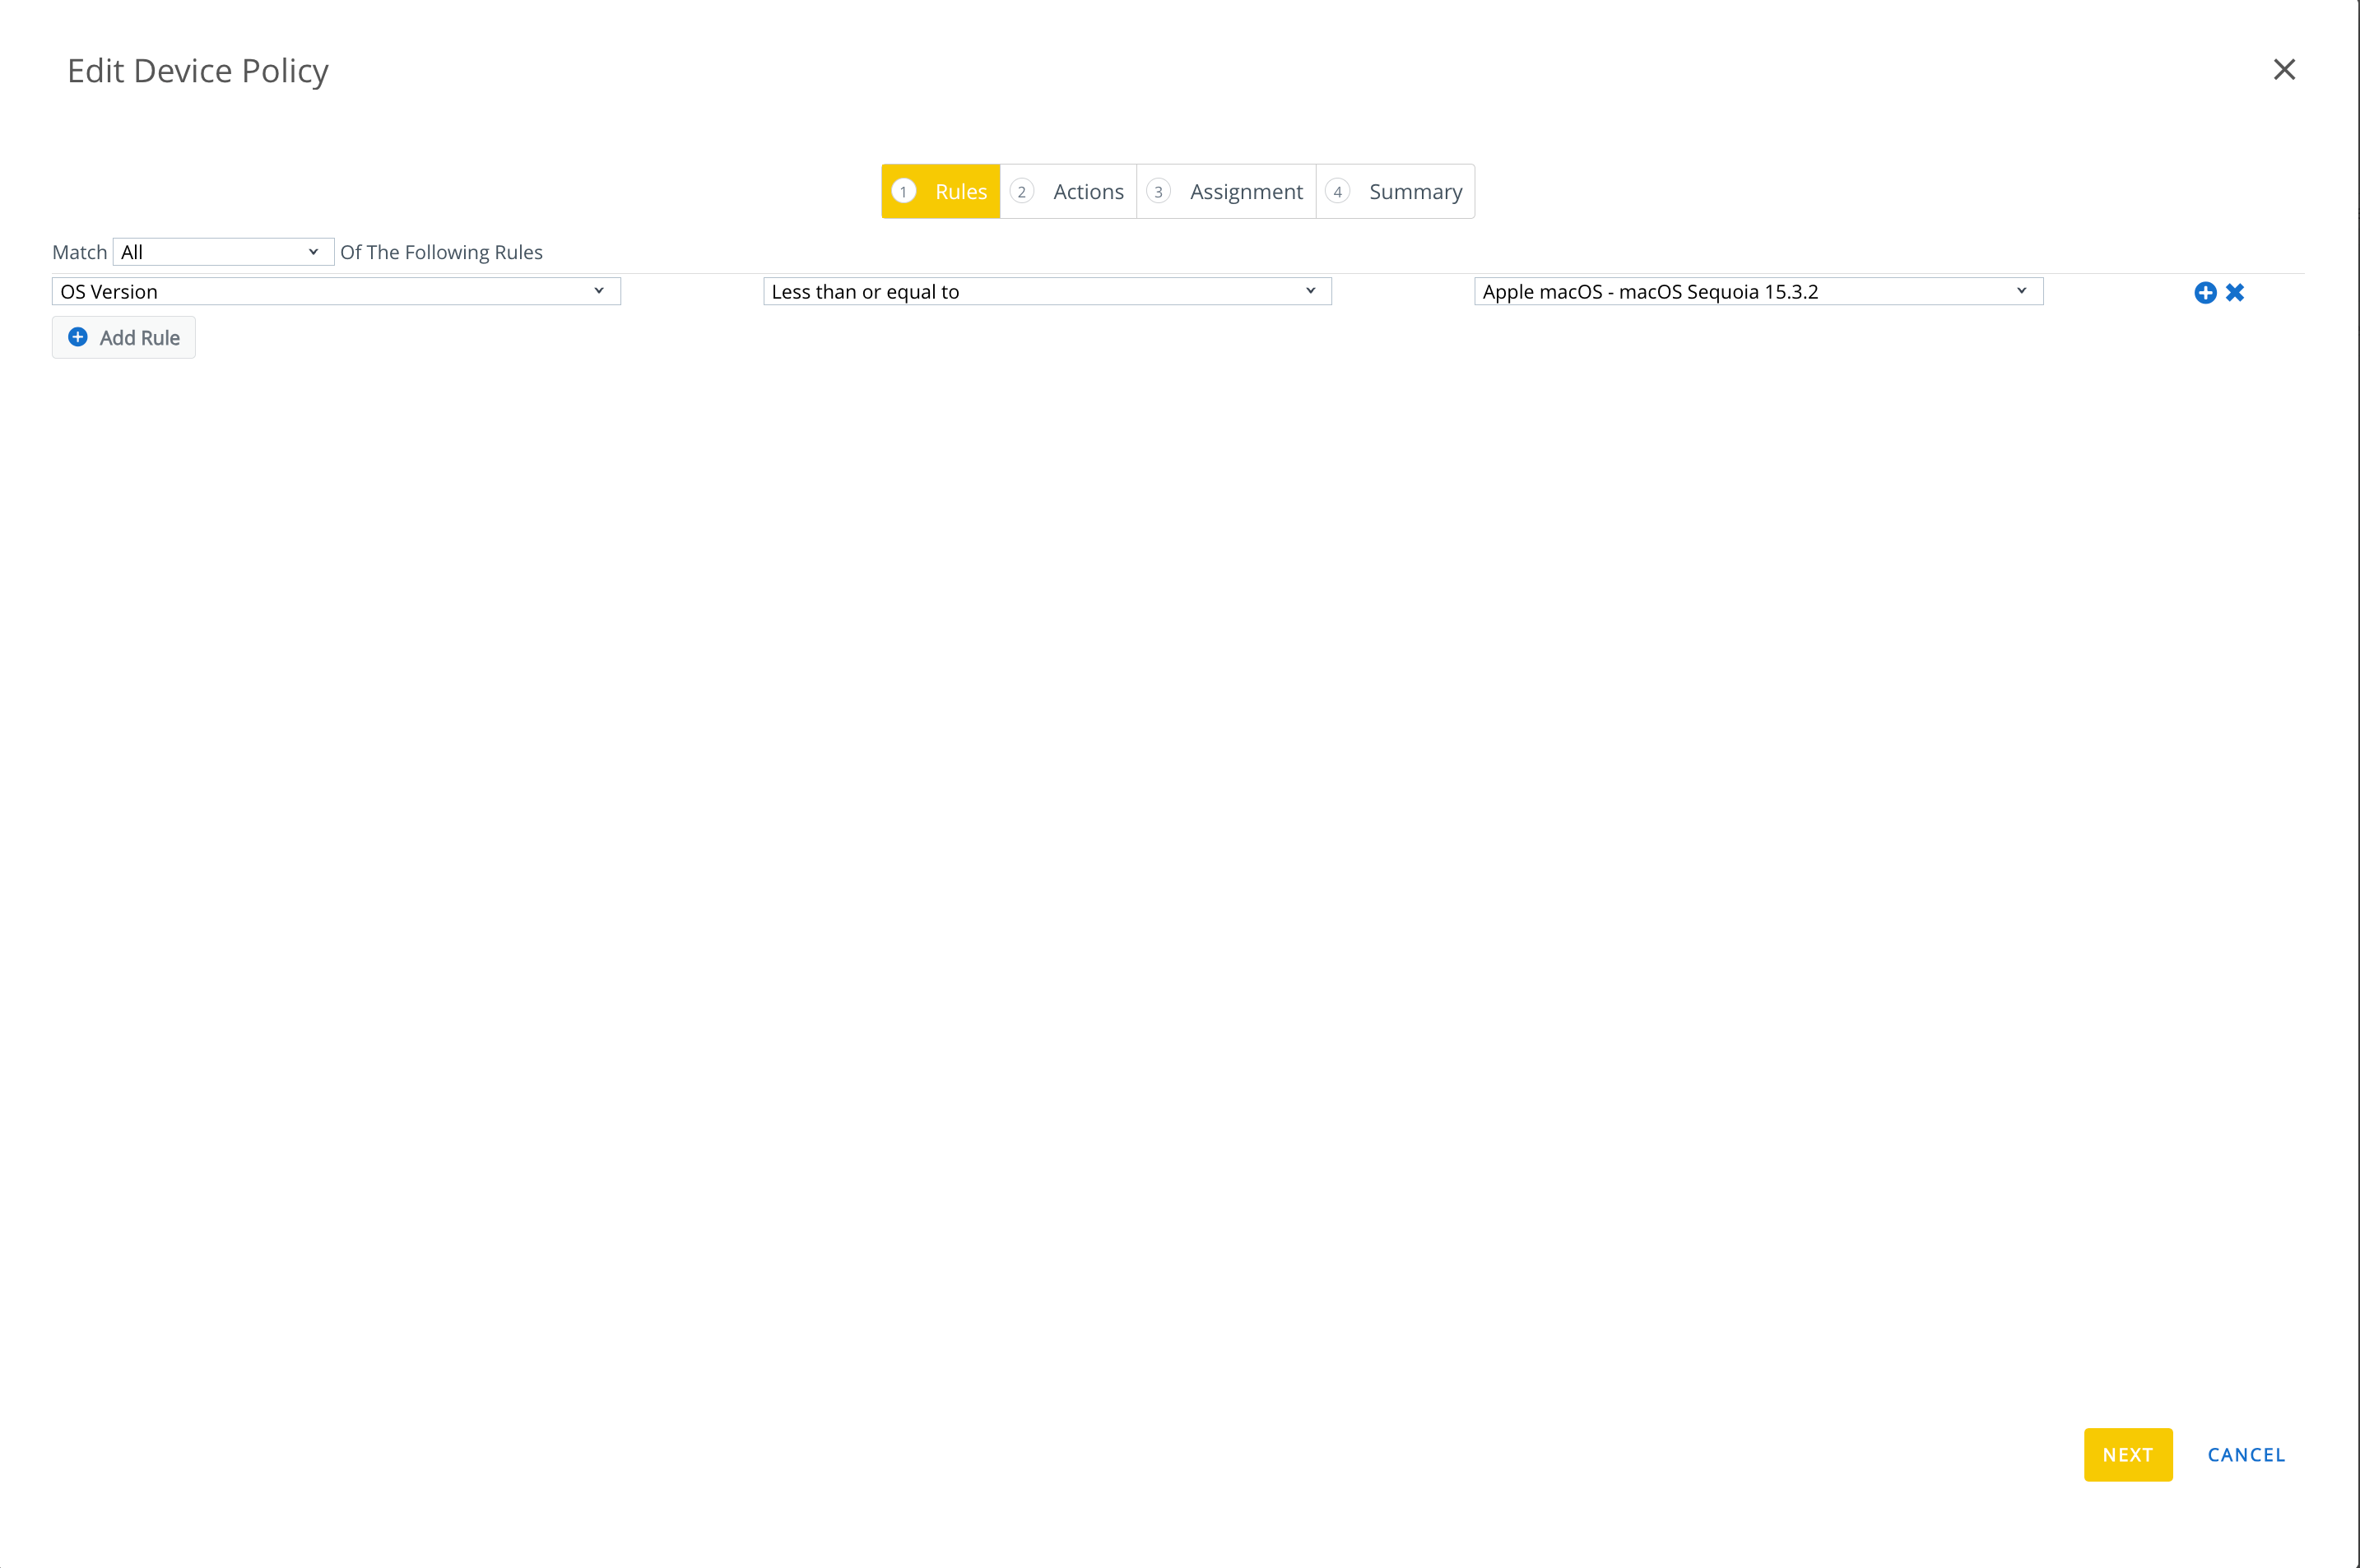 Edit Device Policy
1 Rules 2 Actions 3 Assignment 4 Summary
Match All Of The Following Rules
OS Version Less than or equal to Apple macOS - macOS Sequoia 15.3.2
Add Rule
NEXT CANCEL